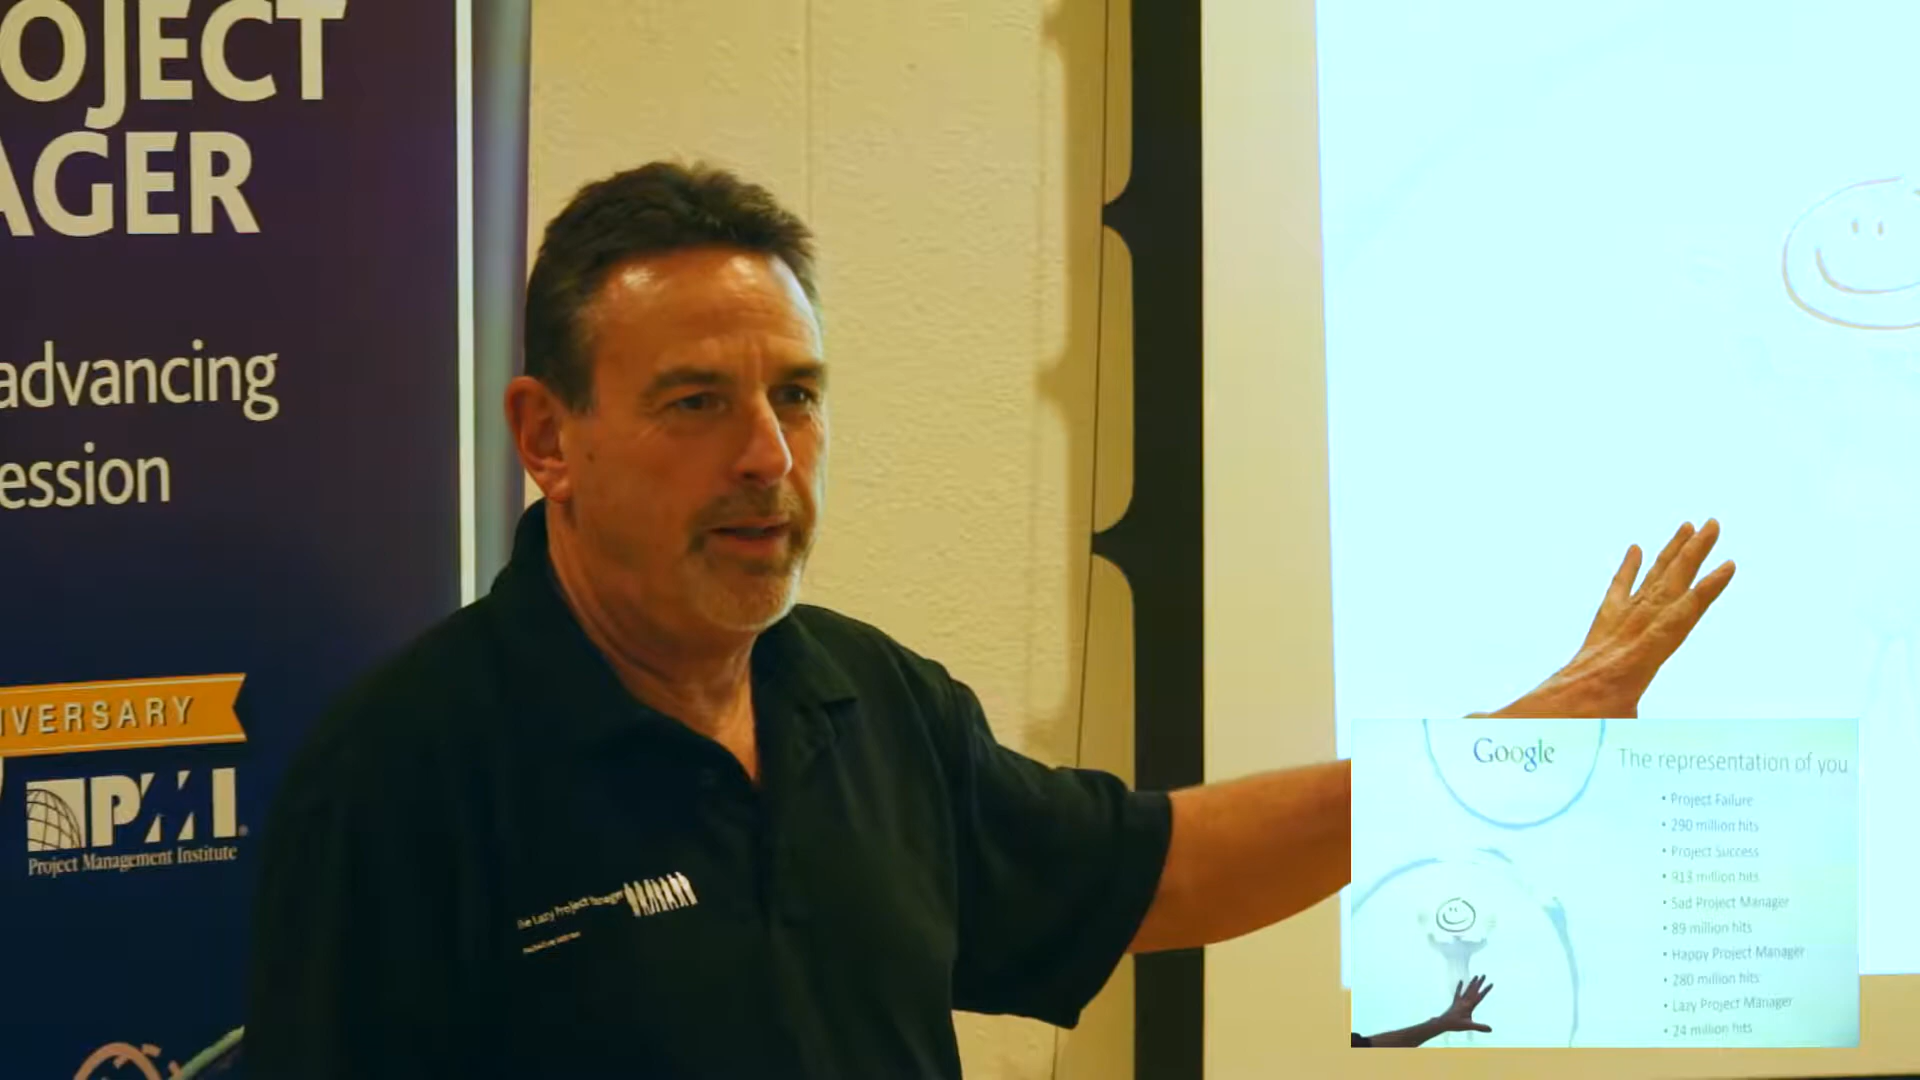 OJECT
AGER
advancing
ession
IVERSARY
PMI
Project Management Institute
The Lazy Project Manager
Google
The representation of you
• Project Failure
• 290 million hits
• Project Success
• 913 million hits
• Sad Project Manager
• 89 million hits
• Happy Project Manager
• 280 million hits
• Lazy Project Manager
• 24 million hits